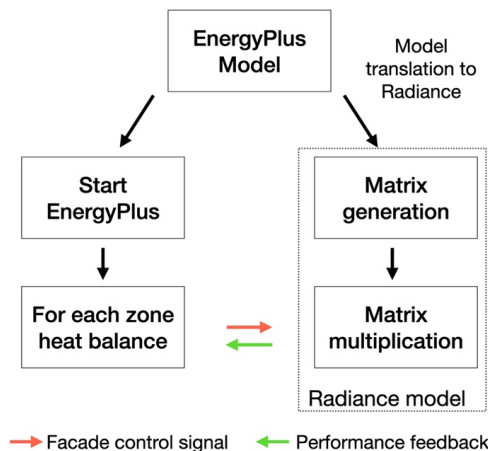 EnergyPlus
Model
Model
translation to
Radiance
Start
EnergyPlus
Matrix
generation
For each zone
heat balance
Matrix
multiplication
Radiance model
Facade control signal
Performance feedback